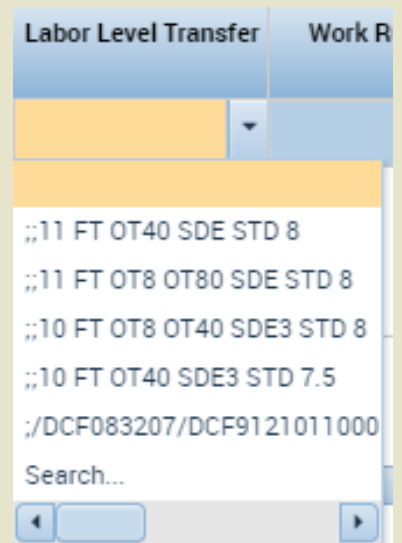 Labor Level Transfer Work R
;;11 FT OT40 SDE STD 8
;;11 FT OT8 OT80 SDE STD 8
;;10 FT OT8 OT40 SDE3 STD 8
;;10 FT OT40 SDE3 STD 7.5
;/DCF083207/DCF9121011000
Search...